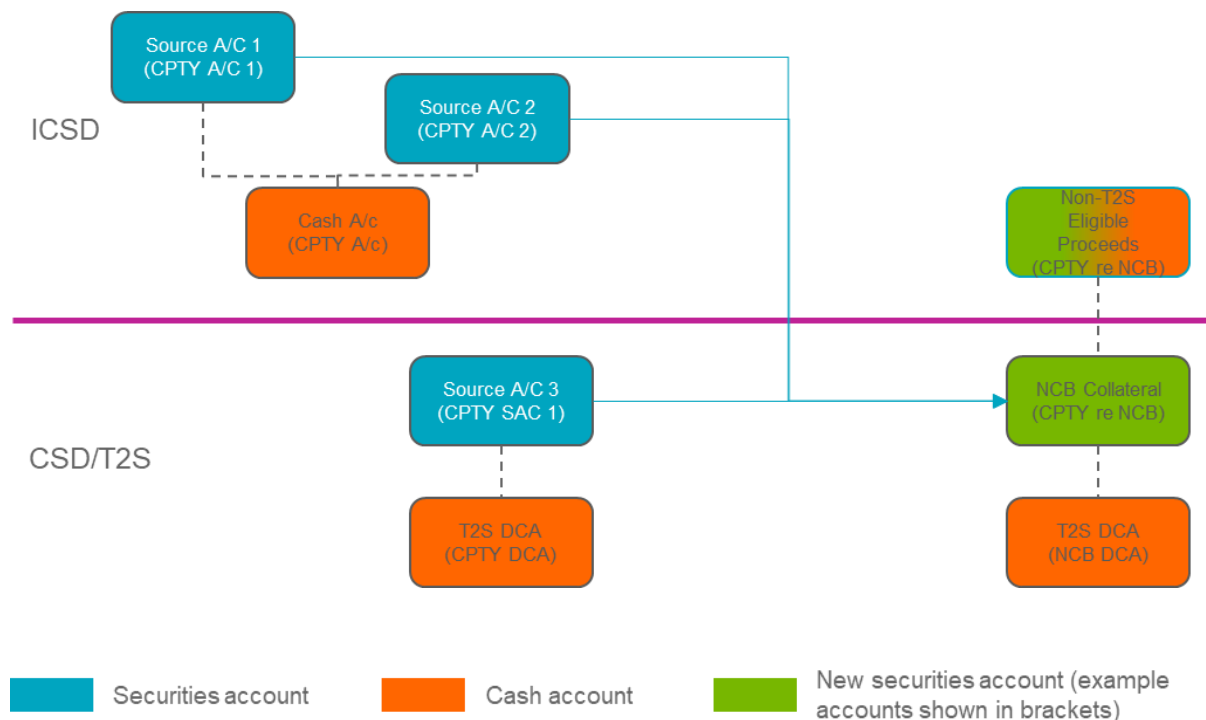 Source A/C 1
(CPTY A/C 1)
Source A/C 2
(CPTY A/C 2)
ICSD
Cash A/c
(CPTY A/c)
Non-T2S
Eligible
Proceeds
(CPTY re NCB)
Source A/C 3
(CPTY SAC 1)
NCB Collateral
(CPTY re NCB)
CSD/T2S
T2S DCA
(CPTY DCA)
T2S DCA
(NCB DCA)
Securities account
Cash account
New securities account (example
accounts shown in brackets)